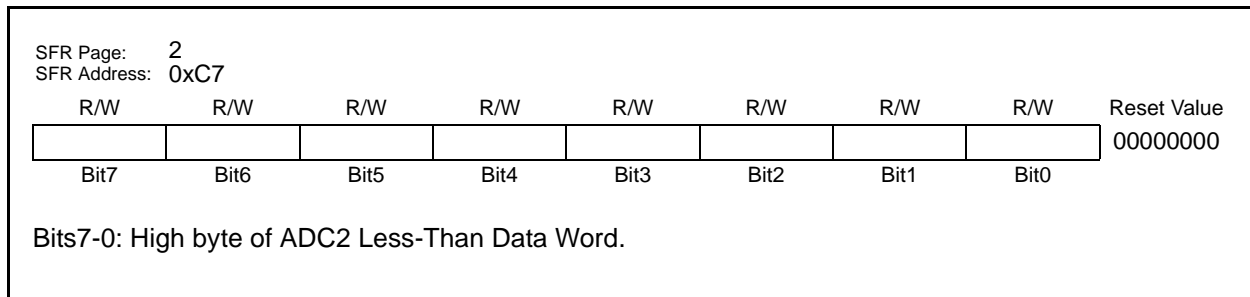 SFR Page: 2
SFR Address: 0xC7
R/W R/W R/W R/W R/W R/W R/W R/W Reset Value
00000000
Bit7 Bit6 Bit5 Bit4 Bit3 Bit2 Bit1 Bit0
Bits7-0: High byte of ADC2 Less-Than Data Word.